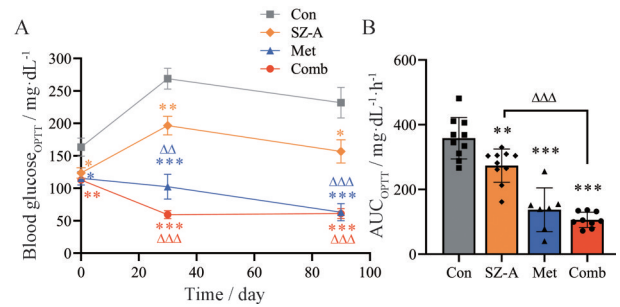 A
Con
SZ-A
Met
Comb
Blood glucose_OPTT / mg·dL⁻¹
300
250
200
150
100
50
0
**
*
ΔΔ
***
*
*
**
ΔΔΔ
***
***
ΔΔΔ
***
ΔΔΔ
0 20 40 60 80 100
Time / day
B
AUC_OPTT / mg·dL⁻¹·h⁻¹
600
400
200
0
ΔΔΔ
**
***
***
Con SZ-A Met Comb